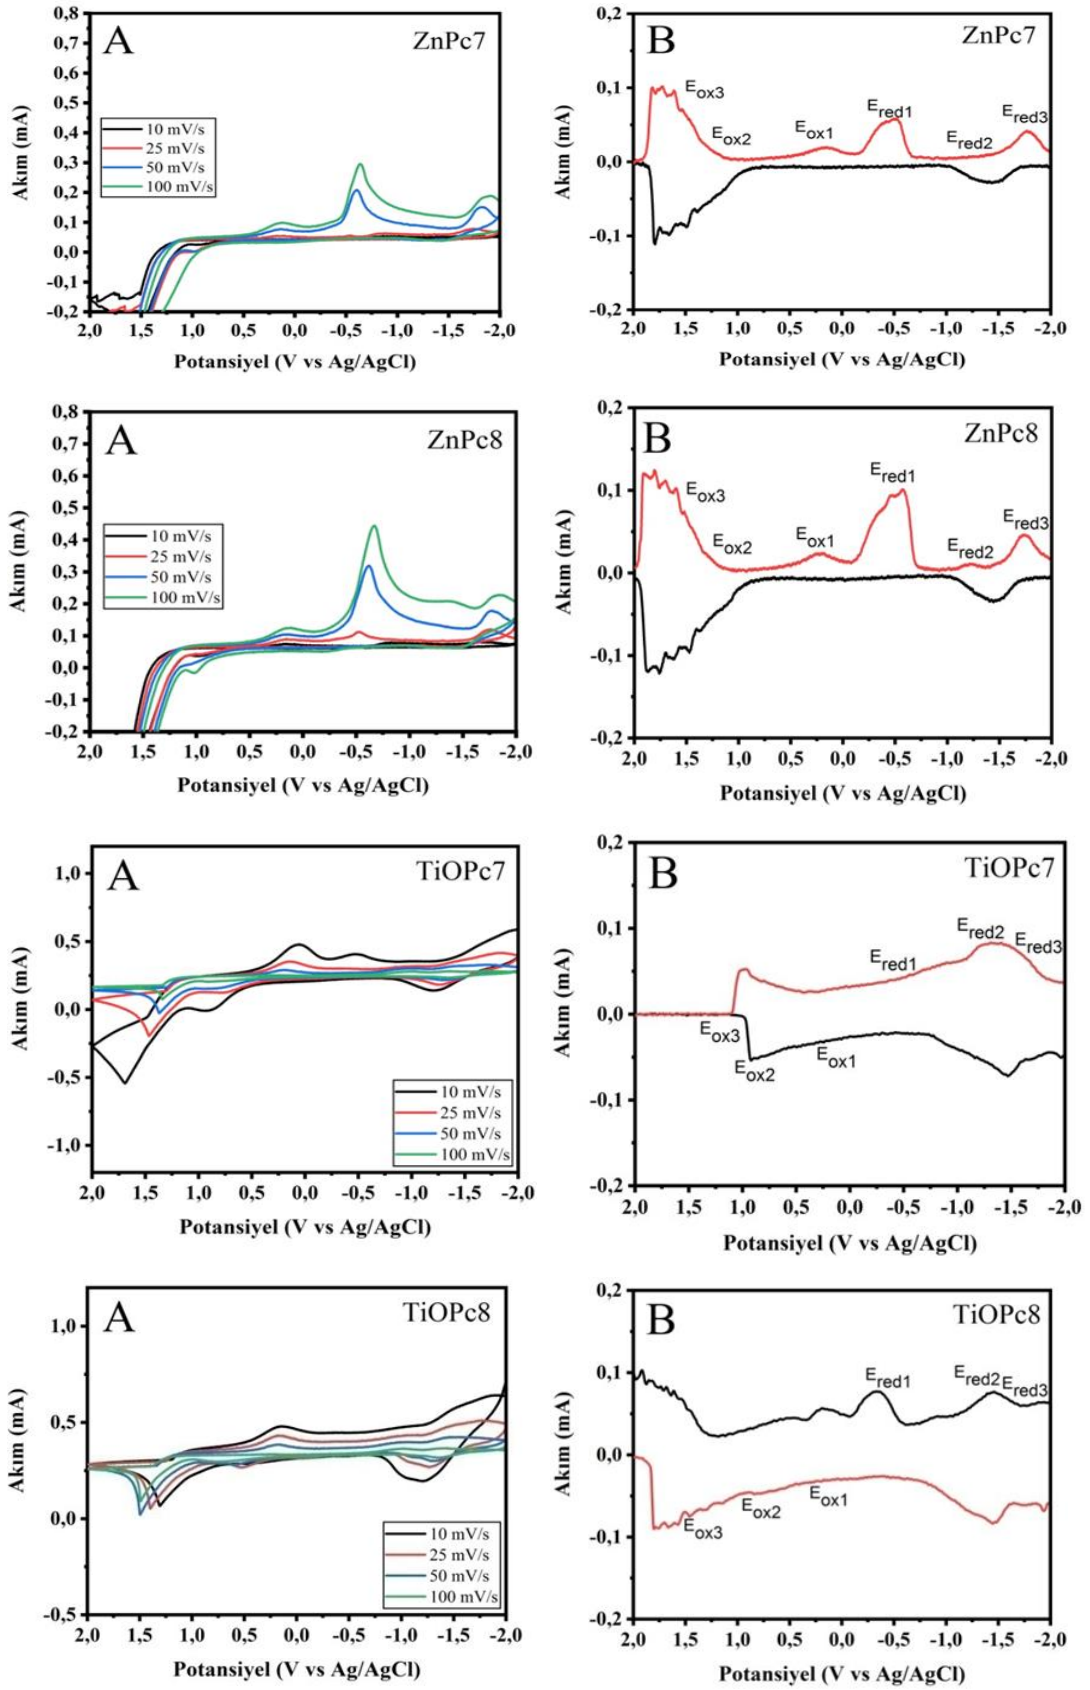 A
ZnPc7
0,8
0,7
0,6
0,5
0,4
0,3
0,2
0,1
0,0
-0,1
-0,2
10 mV/s
25 mV/s
50 mV/s
100 mV/s
2,0 1,5 1,0 0,5 0,0 -0,5 -1,0 -1,5 -2,0
Akım (mA)
Potansiyel (V vs Ag/AgCl)
B
ZnPc7
0,2
0,1
0,0
-0,1
-0,2
Eox3
Eox2
Eox1
Ered1
Ered2
Ered3
2,0 1,5 1,0 0,5 0,0 -0,5 -1,0 -1,5 -2,0
Akım (mA)
Potansiyel (V vs Ag/AgCl)
A
ZnPc8
0,8
0,7
0,6
0,5
0,4
0,3
0,2
0,1
0,0
-0,1
-0,2
10 mV/s
25 mV/s
50 mV/s
100 mV/s
2,0 1,5 1,0 0,5 0,0 -0,5 -1,0 -1,5 -2,0
Akım (mA)
Potansiyel (V vs Ag/AgCl)
B
ZnPc8
0,2
0,1
0,0
-0,1
-0,2
Eox3
Eox2
Eox1
Ered1
Ered2
Ered3
2,0 1,5 1,0 0,5 0,0 -0,5 -1,0 -1,5 -2,0
Akım (mA)
Potansiyel (V vs Ag/AgCl)
A
TiOPc7
1,0
0,5
0,0
-0,5
-1,0
10 mV/s
25 mV/s
50 mV/s
100 mV/s
2,0 1,5 1,0 0,5 0,0 -0,5 -1,0 -1,5 -2,0
Akım (mA)
Potansiyel (V vs Ag/AgCl)
B
TiOPc7
0,2
0,1
0,0
-0,1
-0,2
Ered1
Ered2
Ered3
Eox3
Eox2
Eox1
2,0 1,5 1,0 0,5 0,0 -0,5 -1,0 -1,5 -2,0
Akım (mA)
Potansiyel (V vs Ag/AgCl)
A
TiOPc8
1,0
0,5
0,0
-0,5
10 mV/s
25 mV/s
50 mV/s
100 mV/s
2,0 1,5 1,0 0,5 0,0 -0,5 -1,0 -1,5 -2,0
Akım (mA)
Potansiyel (V vs Ag/AgCl)
B
TiOPc8
0,2
0,1
0,0
-0,1
-0,2
Ered1
Ered2
Ered3
Eox3
Eox2
Eox1
2,0 1,5 1,0 0,5 0,0 -0,5 -1,0 -1,5 -2,0
Akım (mA)
Potansiyel (V vs Ag/AgCl)